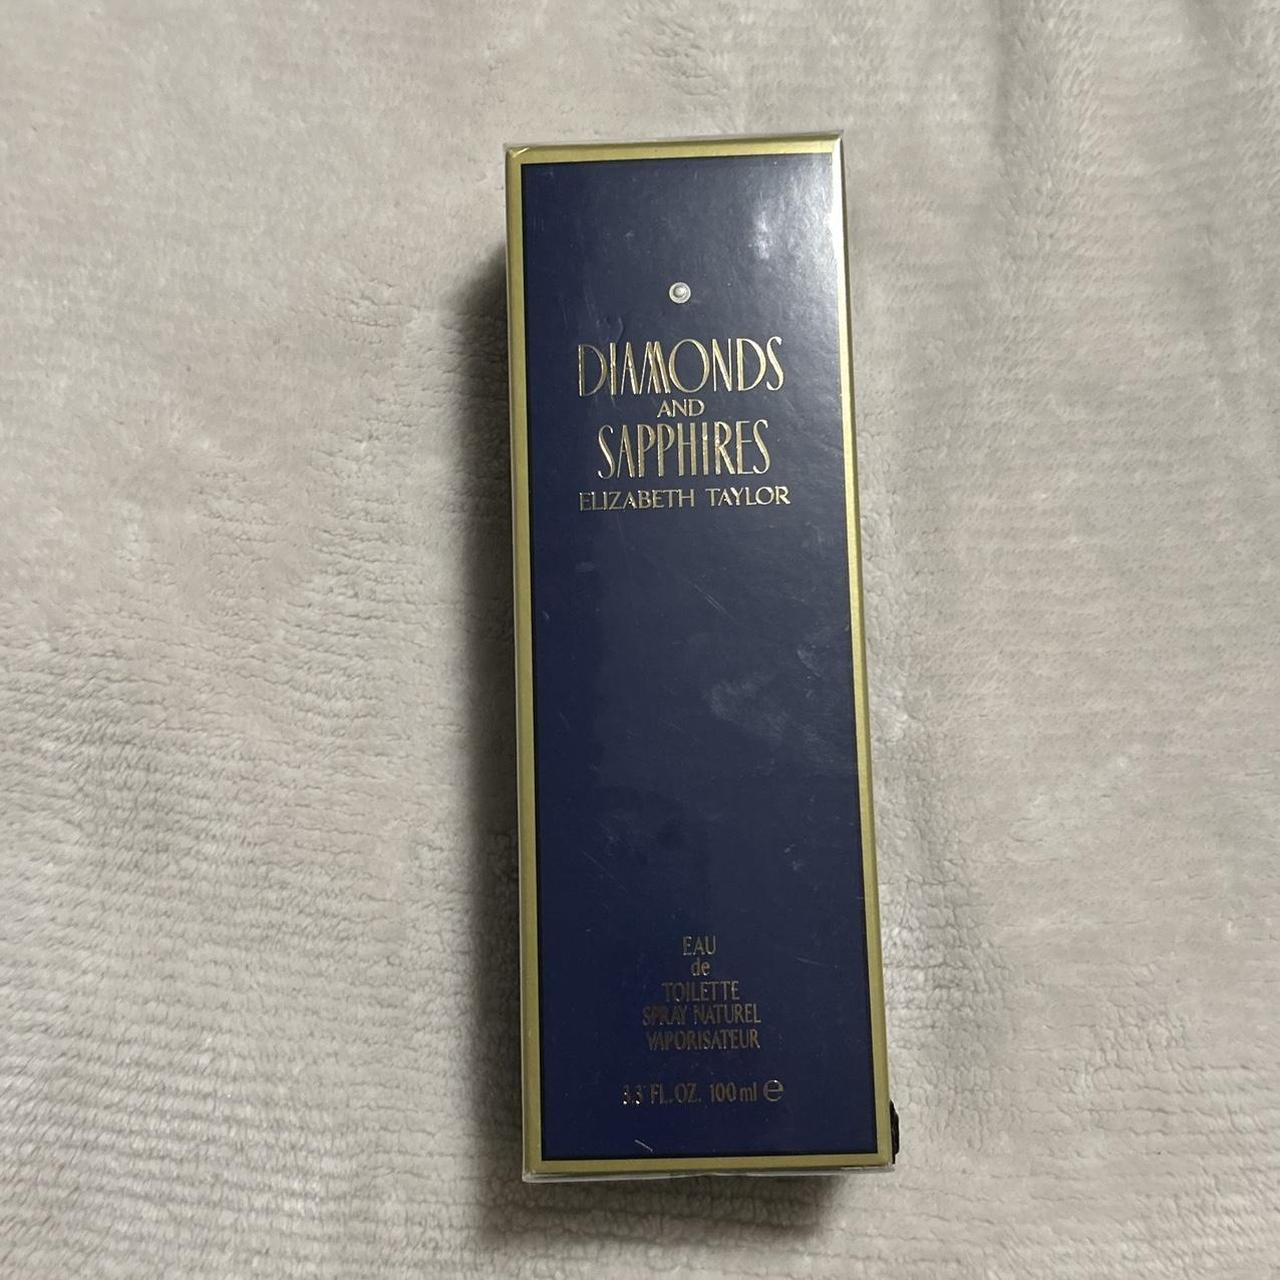 DIAMONDS
AND
SAPPHIRES
ELIZABETH TAYLOR
EAU
de
TOILETTE
SPRAY NATUREL
VAPORISATEUR
3.3 FL.OZ. 100 ml ℮